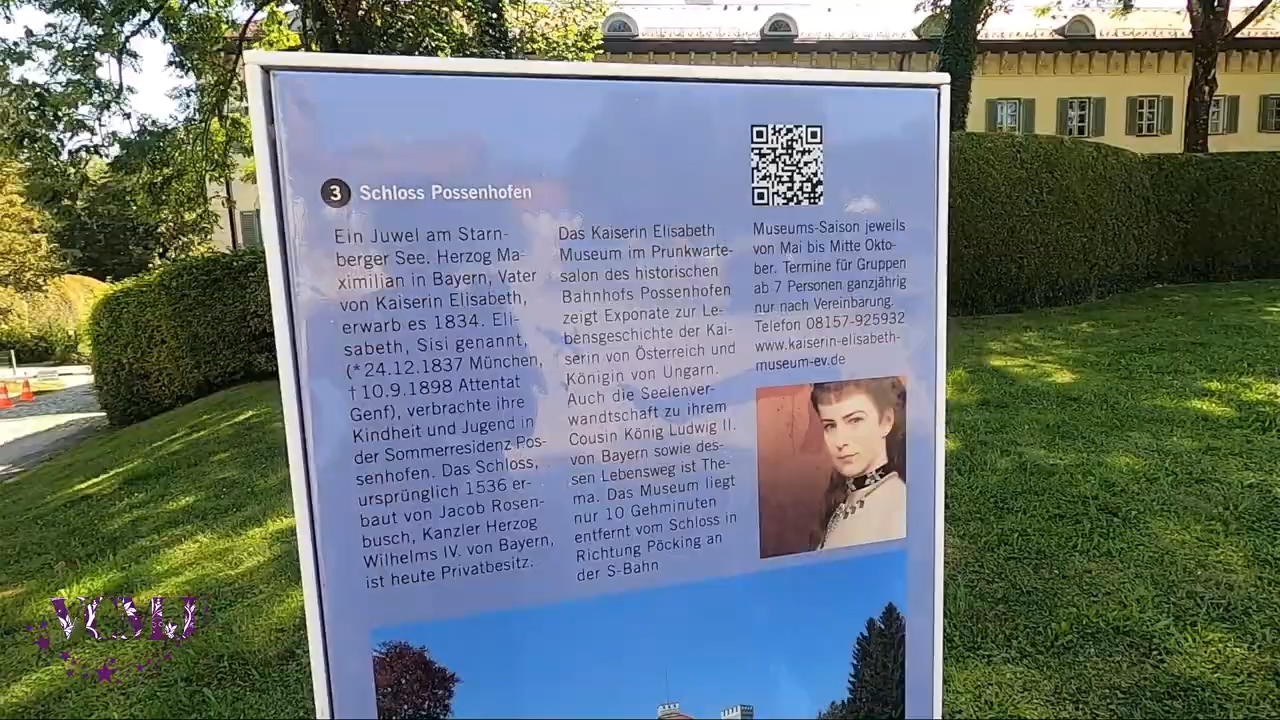 3 Schloss Possenhofen
Ein Juwel am Starn-
berger See. Herzog Ma-
ximilian in Bayern, Vater
von Kaiserin Elisabeth,
erwarb es 1834. Eli-
sabeth, Sisi genannt,
(*24.12.1837 München,
†10.9.1898 Attentat
Genf), verbrachte ihre
Kindheit und Jugend in
der Sommerresidenz Pos-
senhofen. Das Schloss,
ursprünglich 1536 er-
baut von Jacob Rosen-
busch, Kanzler Herzog
Wilhelms IV. von Bayern,
ist heute Privatbesitz.
Das Kaiserin Elisabeth
Museum im Prunkwarte-
salon des historischen
Bahnhofs Possenhofen
zeigt Exponate zur Le-
bensgeschichte der Kai-
serin von Österreich und
Königin von Ungarn.
Auch die Seelenver-
wandtschaft zu ihrem
Cousin König Ludwig II.
von Bayern sowie des-
sen Lebensweg ist The-
ma. Das Museum liegt
nur 10 Gehminuten
entfernt vom Schloss in
Richtung Pöcking an
der S-Bahn
Museums-Saison jeweils
von Mai bis Mitte Okto-
ber. Termine für Gruppen
ab 7 Personen ganzjährig
nur nach Vereinbarung.
Telefon 08157-925932
www.kaiserin-elisabeth-
museum-ev.de